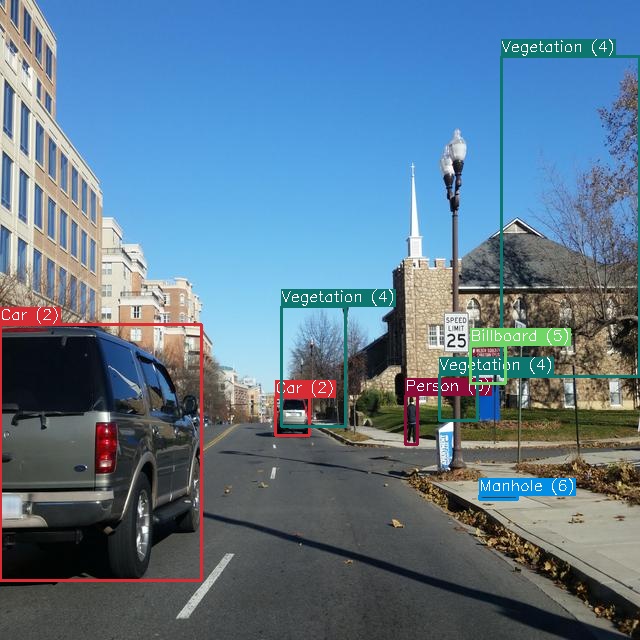 Vegetation (4)
Vegetation (4)
Car (2)
SPEED
LIMIT
25
Billboard (5)
Vegetation (4)
Car (2)
Person (3)
Manhole (6)